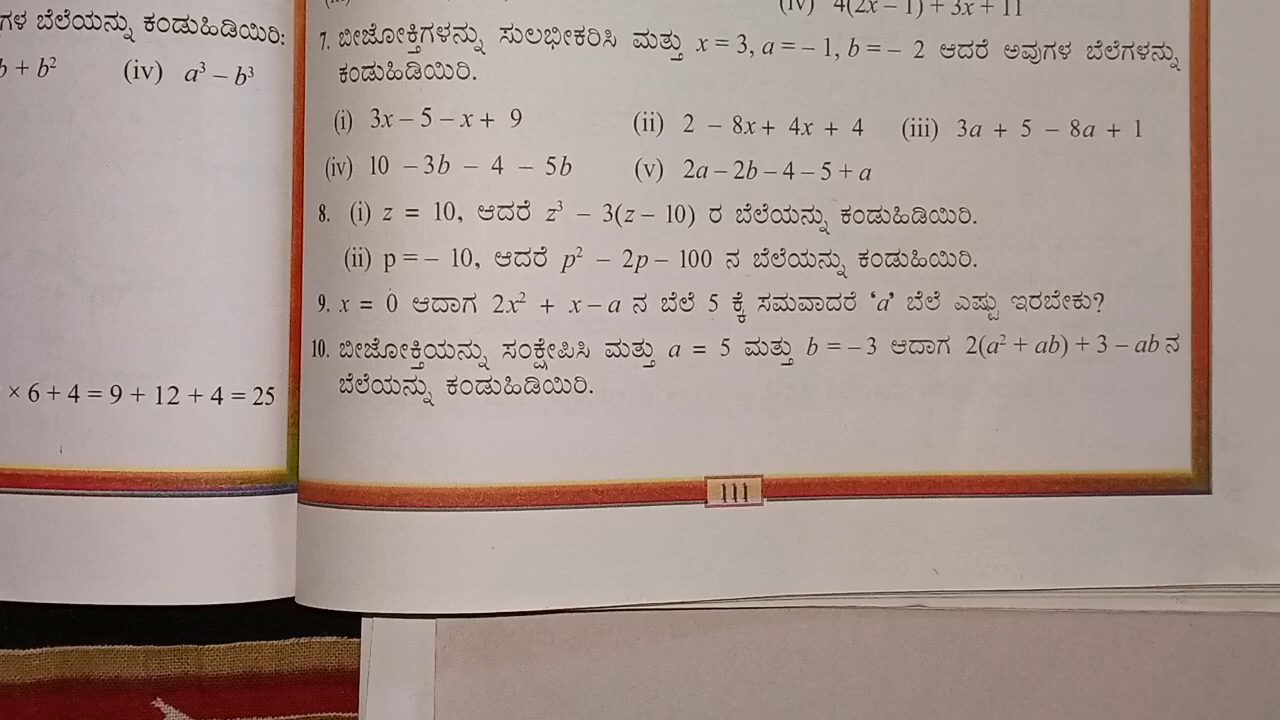 ಗಳ ಬೆಲೆಯನ್ನು ಕಂಡುಹಿಡಿಯಿರಿ:
b + b² (iv) a³ – b³
× 6 + 4 = 9 + 12 + 4 = 25
(iv) 4(2x – 1) + 3x + 11
7. ಬೀಜೋಕ್ತಿಗಳನ್ನು ಸುಲಭೀಕರಿಸಿ ಮತ್ತು x = 3, a = – 1, b = – 2 ಆದರೆ ಅವುಗಳ ಬೆಲೆಗಳನ್ನು
ಕಂಡುಹಿಡಿಯಿರಿ.
(i) 3x – 5 – x + 9 (ii) 2 – 8x + 4x + 4 (iii) 3a + 5 – 8a + 1
(iv) 10 – 3b – 4 – 5b (v) 2a – 2b – 4 – 5 + a
8. (i) z = 10, ಆದರೆ z³ – 3(z – 10) ರ ಬೆಲೆಯನ್ನು ಕಂಡುಹಿಡಿಯಿರಿ.
(ii) p = – 10, ಆದರೆ p² – 2p – 100 ನ ಬೆಲೆಯನ್ನು ಕಂಡುಹಿಡಿಯಿರಿ.
9. x = 0 ಆದಾಗ 2x² + x – a ನ ಬೆಲೆ 5 ಕ್ಕೆ ಸಮವಾದರೆ ‘a’ ಬೆಲೆ ಎಷ್ಟು ಇರಬೇಕು?
10. ಬೀಜೋಕ್ತಿಯನ್ನು ಸಂಕ್ಷೇಪಿಸಿ ಮತ್ತು a = 5 ಮತ್ತು b = – 3 ಆದಾಗ 2(a² + ab) + 3 – ab ನ
ಬೆಲೆಯನ್ನು ಕಂಡುಹಿಡಿಯಿರಿ.
111